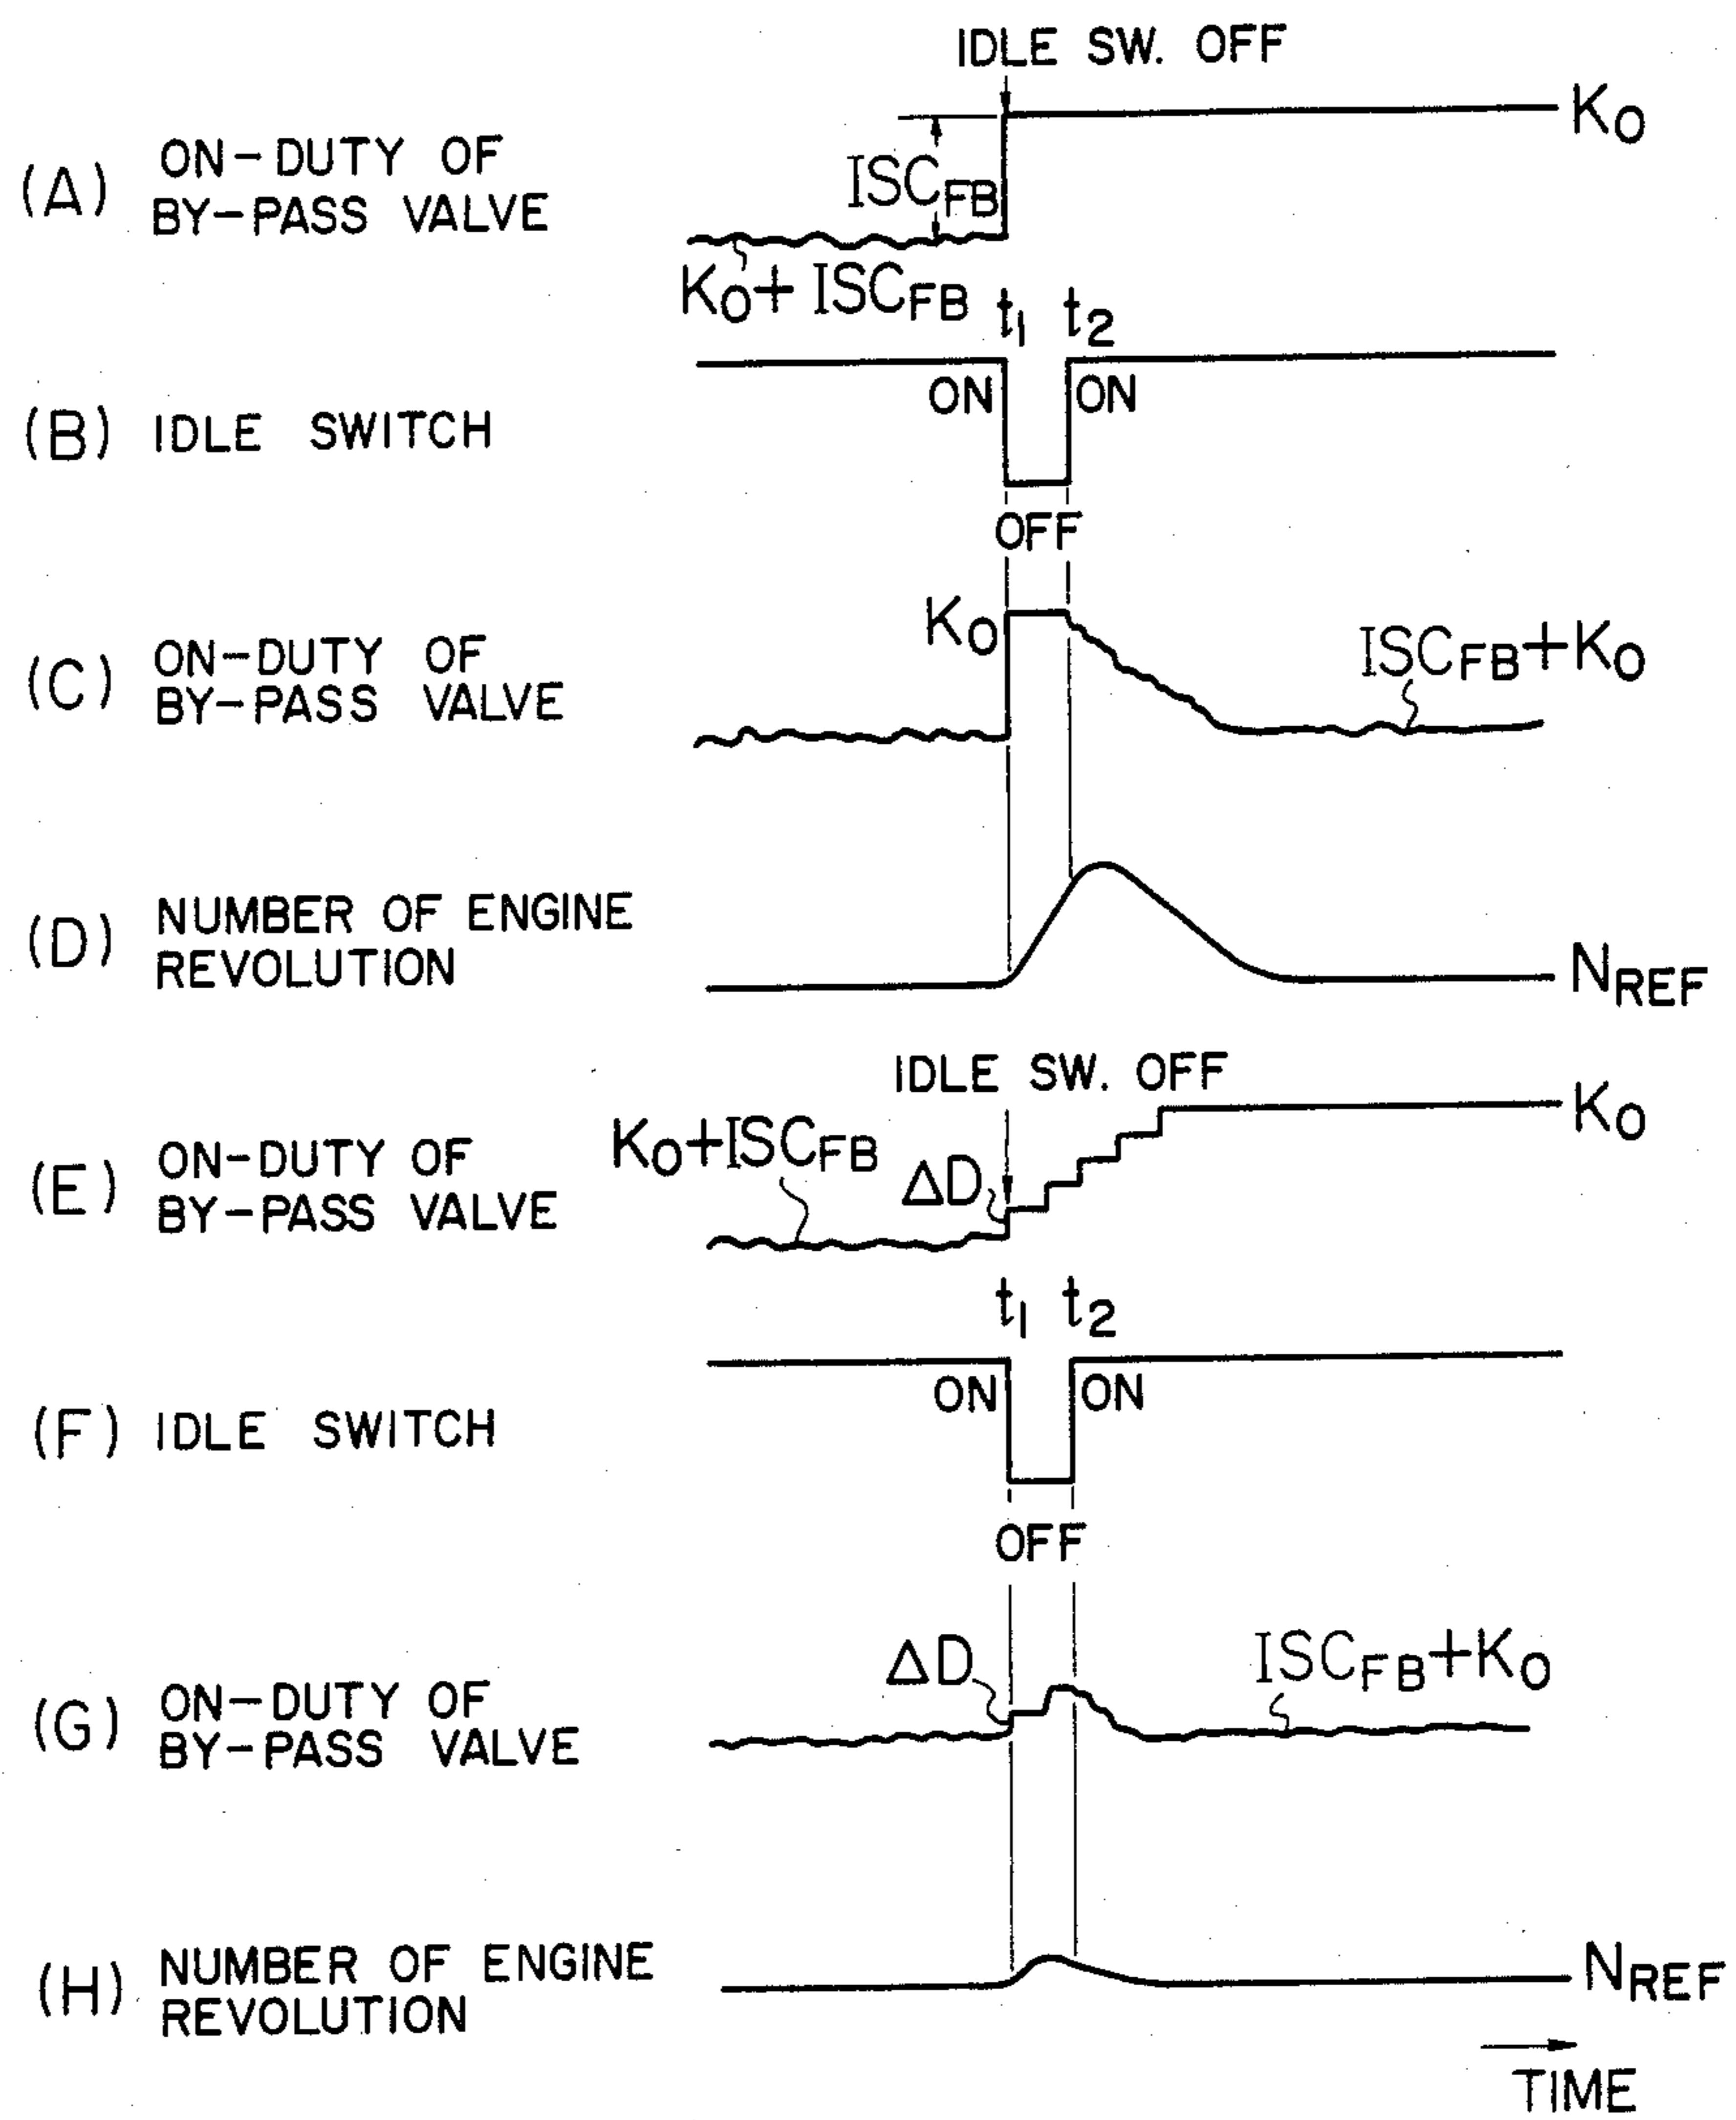 IDLE SW. OFF
K0
(A) ON-DUTY OF
BY-PASS VALVE
ISCFB
K0+ ISCFB
t1 t2
ON ON
(B) IDLE SWITCH
OFF
K0
(C) ON-DUTY OF
BY-PASS VALVE
ISCFB+K0
(D) NUMBER OF ENGINE
REVOLUTION
NREF
IDLE SW. OFF
K0
K0+ISCFB
(E) ON-DUTY OF
BY-PASS VALVE
ΔD
t1 t2
ON ON
(F) IDLE SWITCH
OFF
ΔD
ISCFB+K0
(G) ON-DUTY OF
BY-PASS VALVE
(H) NUMBER OF ENGINE
REVOLUTION
NREF
TIME